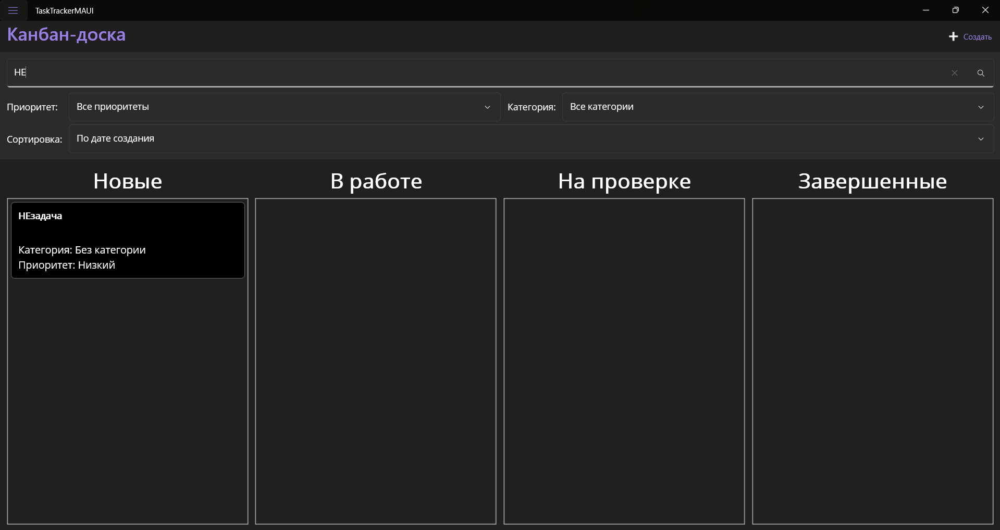 TaskTrackerMAUI
Канбан-доска
Создать
НЕ
Приоритет: Все приоритеты Категория: Все категории
Сортировка: По дате создания
Новые В работе На проверке Завершенные
НЕзадача
Категория: Без категории
Приоритет: Низкий